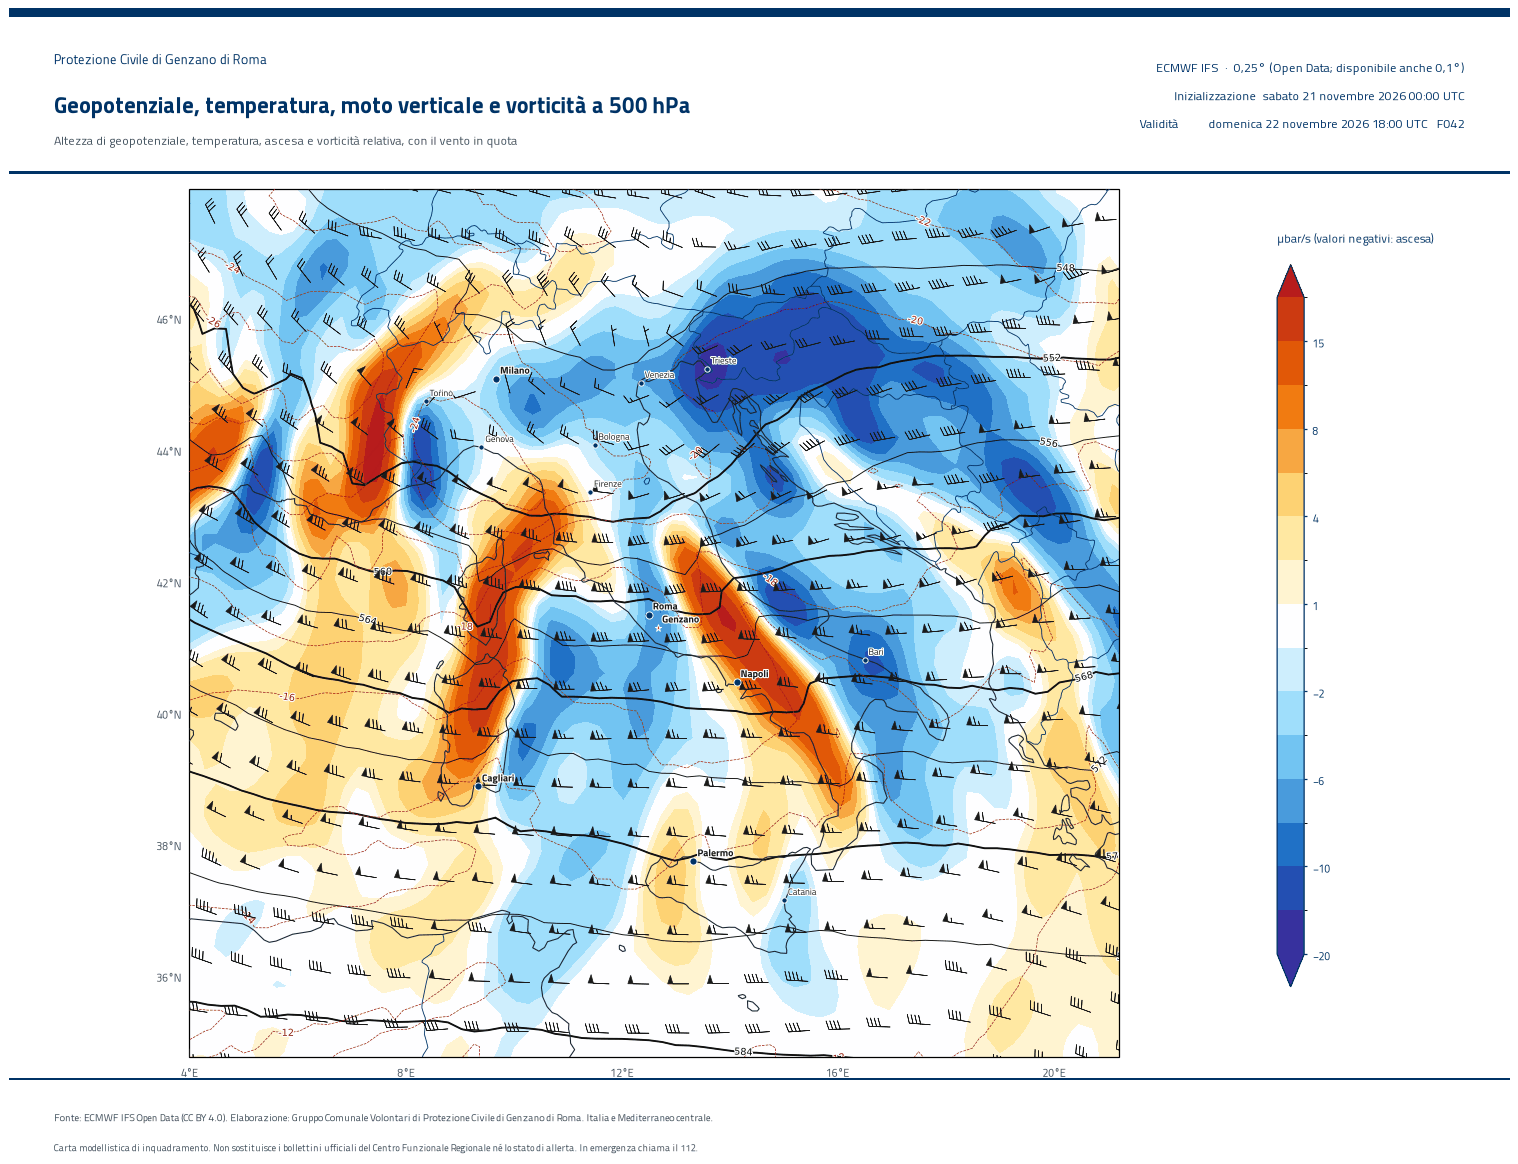 Protezione Civile di Genzano di Roma
Geopotenziale, temperatura, moto verticale e vorticità a 500 hPa
Altezza di geopotenziale, temperatura, ascesa e vorticità relativa, con il vento in quota
ECMWF IFS · 0,25° (Open Data; disponibile anche 0,1°)
Inizializzazione sabato 21 novembre 2026 00:00 UTC
Validità domenica 22 novembre 2026 18:00 UTC F042
µbar/s (valori negativi: ascesa)
15
8
4
1
−2
−6
−10
−20
46°N
44°N
42°N
40°N
38°N
36°N
4°E
8°E
12°E
16°E
20°E
-22
-24
548
-26
-20
552
Trieste
Venezia
Milano
Torino
-24
Genova
Bologna
556
Firenze
560
-18
564
Roma
Genzano
18
Bari
Napoli
568
-16
572
Cagliari
Palermo
57
Catania
-12
584
Fonte: ECMWF IFS Open Data (CC BY 4.0). Elaborazione: Gruppo Comunale Volontari di Protezione Civile di Genzano di Roma. Italia e Mediterraneo centrale.
Carta modellistica di inquadramento. Non sostituisce i bollettini ufficiali del Centro Funzionale Regionale né lo stato di allerta. In emergenza chiama il 112.